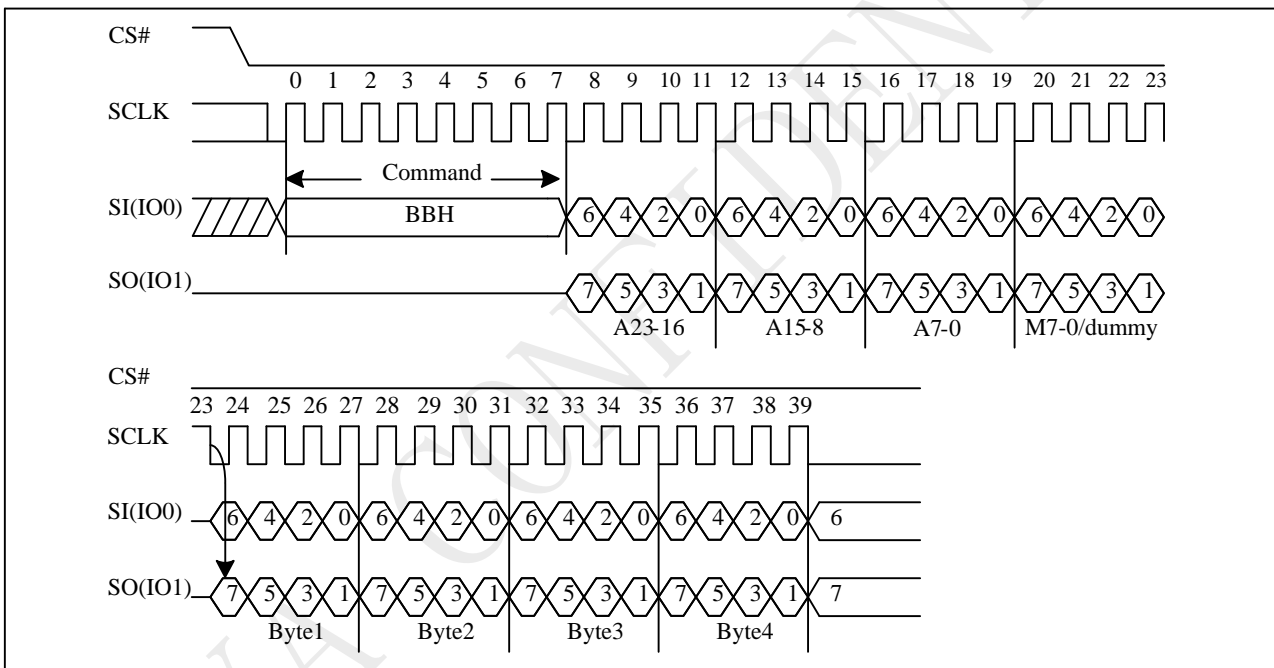 CS#
0 1 2 3 4 5 6 7 8 9 10 11 12 13 14 15 16 17 18 19 20 21 22 23
SCLK
Command
SI(IO0) BBH 6 4 2 0 6 4 2 0 6 4 2 0 6 4 2 0
SO(IO1) 7 5 3 1 7 5 3 1 7 5 3 1 7 5 3 1
A23-16 A15-8 A7-0 M7-0/dummy
CS#
23 24 25 26 27 28 29 30 31 32 33 34 35 36 37 38 39
SCLK
SI(IO0) 6 4 2 0 6 4 2 0 6 4 2 0 6 4 2 0 6
SO(IO1) 7 5 3 1 7 5 3 1 7 5 3 1 7 5 3 1 7
Byte1 Byte2 Byte3 Byte4